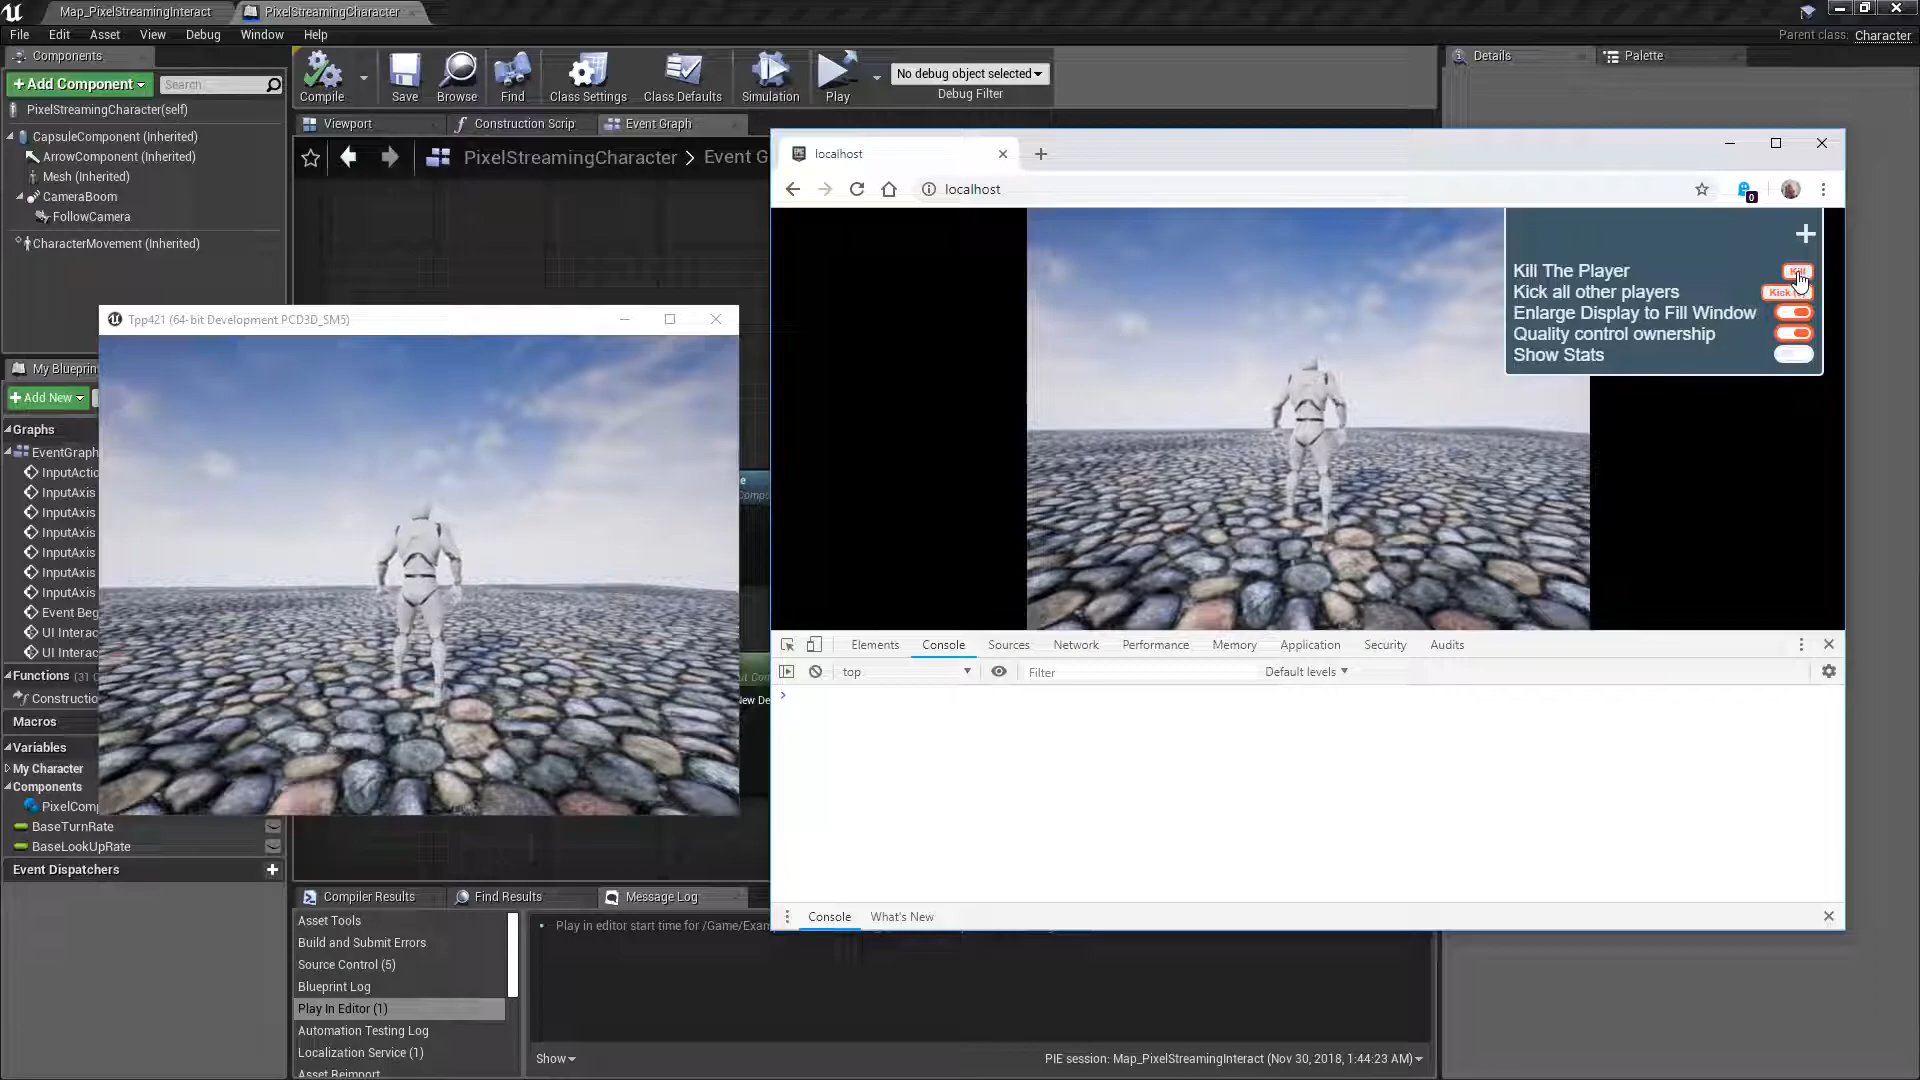 Map_PixelStreamingInteract
PixelStreamingCharacter
File Edit Asset View Debug Window Help
Parent class: Character
Components
+ Add Component
Search
PixelStreamingCharacter(self)
CapsuleComponent (Inherited)
ArrowComponent (Inherited)
Mesh (Inherited)
CameraBoom
FollowCamera
CharacterMovement (Inherited)
Compile
Save
Browse
Find
Class Settings
Class Defaults
Simulation
Play
No debug object selected
Debug Filter
Details
Palette
Viewport
Construction Scrip
Event Graph
PixelStreamingCharacter > Event G
localhost
localhost
0
Kill The Player
Kick all other players
Kick
Enlarge Display to Fill Window
Quality control ownership
Show Stats
Tpp421 (64-bit Development PCD3D_SM5)
My Blueprin
+ Add New
Graphs
EventGraph
InputActio
InputAxis
InputAxis
InputAxis
InputAxis
InputAxis
InputAxis
Event Beg
UI Interac
UI Interac
Functions (31 O
Constructio
Macros
Variables
My Character
Components
PixelComp
BaseTurnRate
BaseLookUpRate
Event Dispatchers
Elements Console Sources Network Performance Memory Application Security Audits
top
Filter
Default levels
Console
What's New
Compiler Results
Find Results
Message Log
Asset Tools
Build and Submit Errors
Source Control (5)
Blueprint Log
Play In Editor (1)
Automation Testing Log
Localization Service (1)
Asset Reimport
Play in editor start time for /Game/Exam
Show
PIE session: Map_PixelStreamingInteract (Nov 30, 2018, 1:44:23 AM)